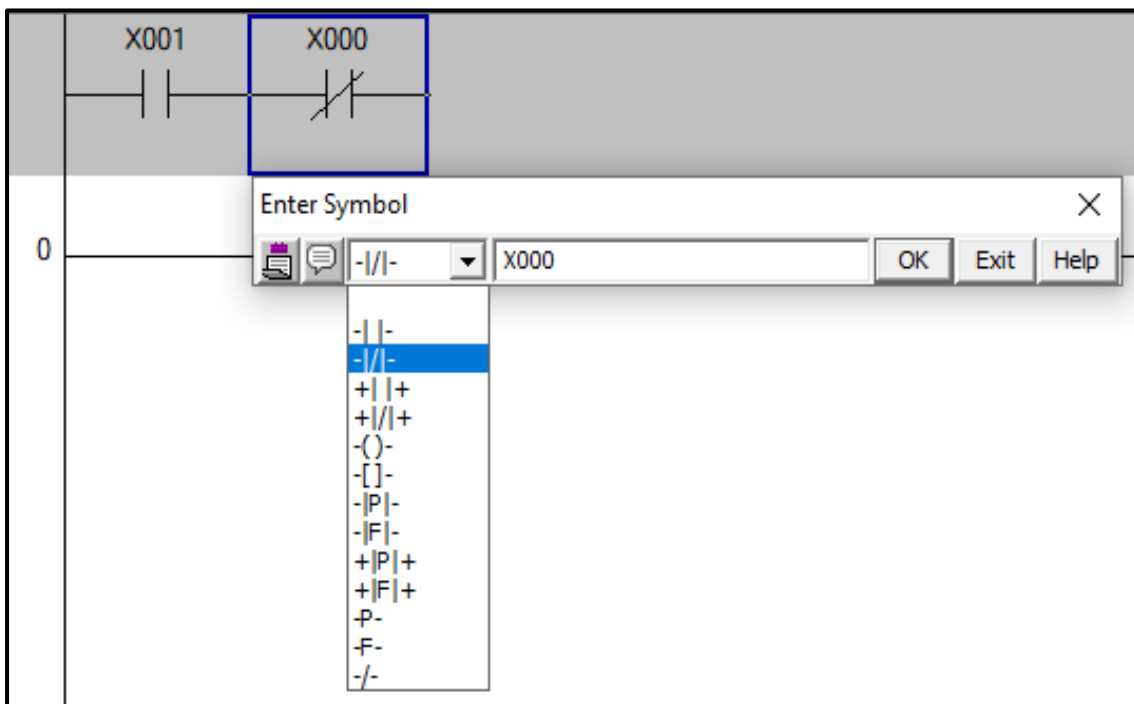 X001 X000
Enter Symbol
0
-|/|- X000 OK Exit Help
-| |-
-|/|-
+| |+
+|/|+
-( )-
-[ ]-
-|P|-
-|F|-
+|P|+
+|F|+
-P-
-F-
-/-